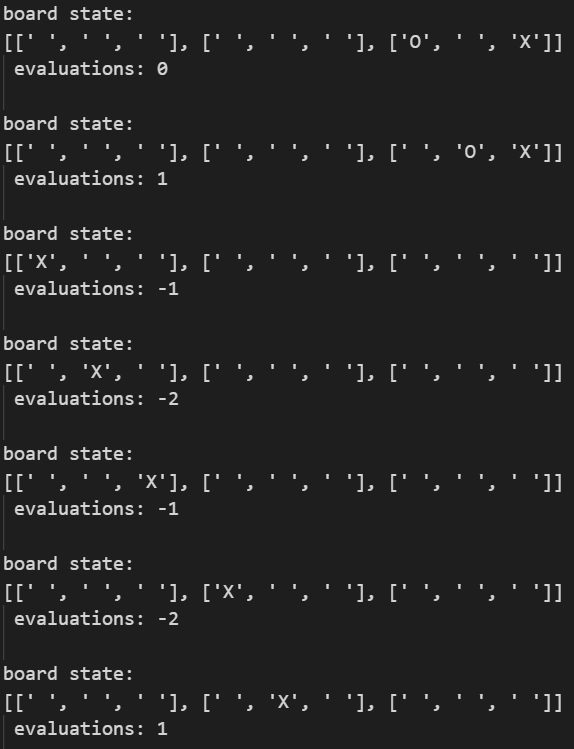 board state:
[[' ', ' ', ' '], [' ', ' ', ' '], ['O', ' ', 'X']]
evaluations: 0
board state:
[[' ', ' ', ' '], [' ', ' ', ' '], [' ', 'O', 'X']]
evaluations: 1
board state:
[['X', ' ', ' '], [' ', ' ', ' '], [' ', ' ', ' ']]
evaluations: -1
board state:
[[' ', 'X', ' '], [' ', ' ', ' '], [' ', ' ', ' ']]
evaluations: -2
board state:
[[' ', ' ', 'X'], [' ', ' ', ' '], [' ', ' ', ' ']]
evaluations: -1
board state:
[[' ', ' ', ' '], ['X', ' ', ' '], [' ', ' ', ' ']]
evaluations: -2
board state:
[[' ', ' ', ' '], [' ', 'X', ' '], [' ', ' ', ' ']]
evaluations: 1